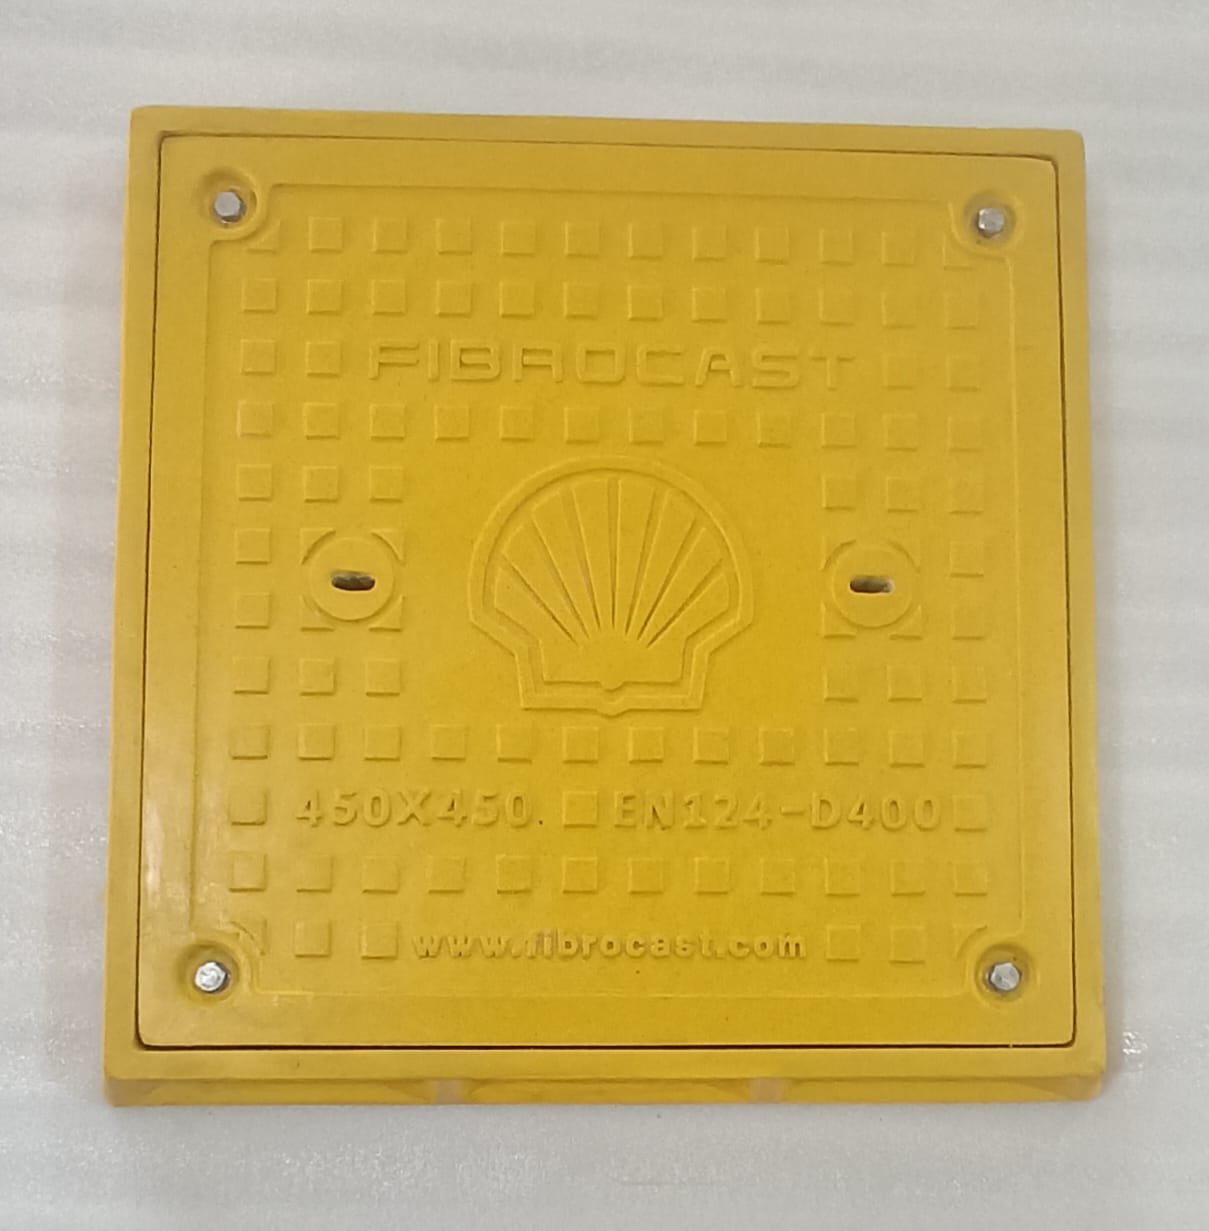 FIBROCAST
450X450. EN124-D400
www.fibrocast.com